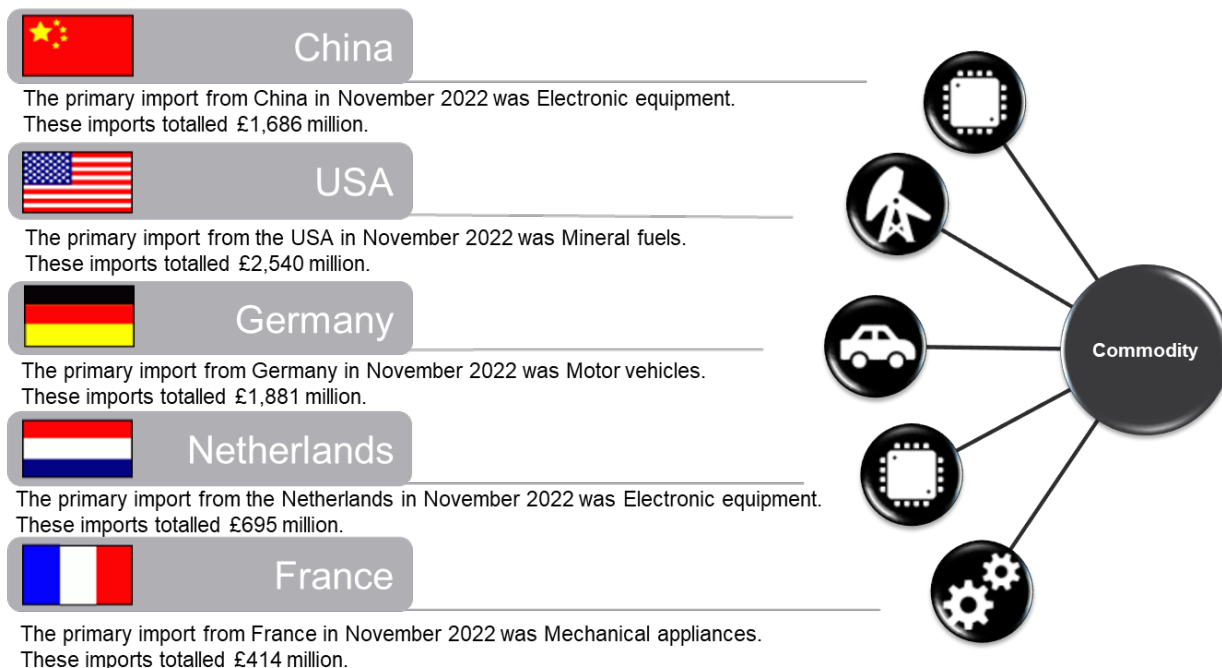 China
The primary import from China in November 2022 was Electronic equipment.
These imports totalled £1,686 million.
USA
The primary import from the USA in November 2022 was Mineral fuels.
These imports totalled £2,540 million.
Germany
The primary import from Germany in November 2022 was Motor vehicles.
These imports totalled £1,881 million.
Netherlands
The primary import from the Netherlands in November 2022 was Electronic equipment.
These imports totalled £695 million.
France
The primary import from France in November 2022 was Mechanical appliances.
These imports totalled £414 million.
Commodity